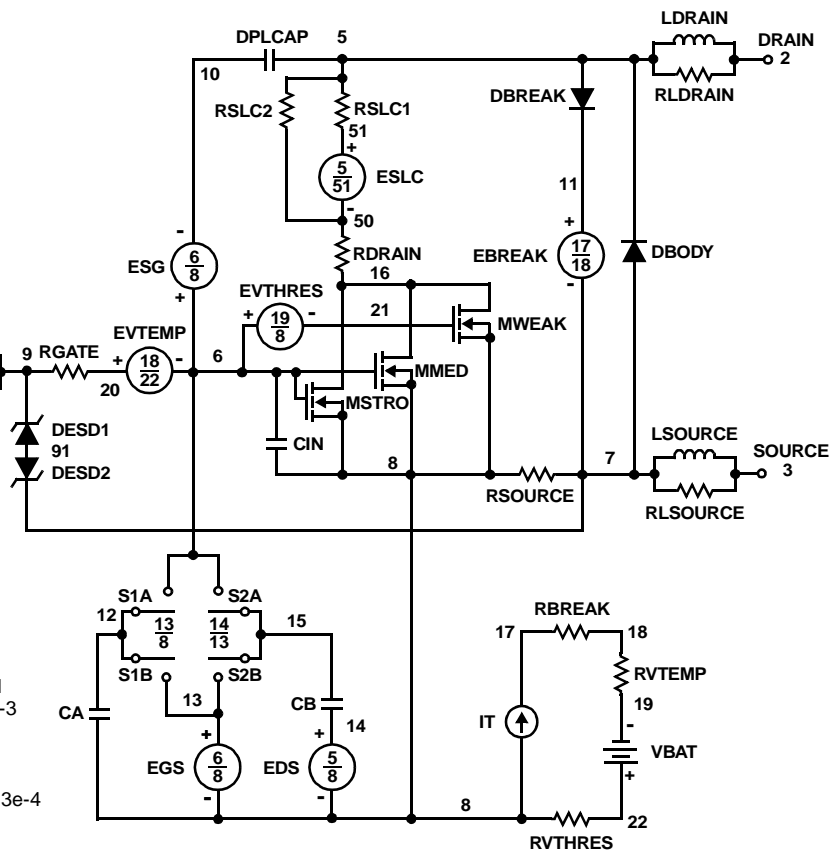 LDRAIN
DPLCAP 5 DRAIN
10 2
RLDRAIN
DBREAK
RSLC2 RSLC1
51
+
5
51
ESLC
11
-
50
-
+
RDRAIN
6
8
ESG
16
EBREAK
17
18
DBODY
+
EVTHRES
-
+ 19
8
- 21
MWEAK
EVTEMP
9 RGATE + 18
22
- 6
MMED
20
MSTRO
DESD1
91
CIN
LSOURCE
DESD2
8 7 SOURCE
3
RSOURCE
RLSOURCE
S1A S2A
12 13
8
14
13
15
RBREAK
17 18
S1B S2B
13
RVTEMP
CB
-3
CA
14
19
IT
-
+ +
VBAT
EGS 6
8
EDS 5
8
+
- -
3e-4
8
22
RVTHRES